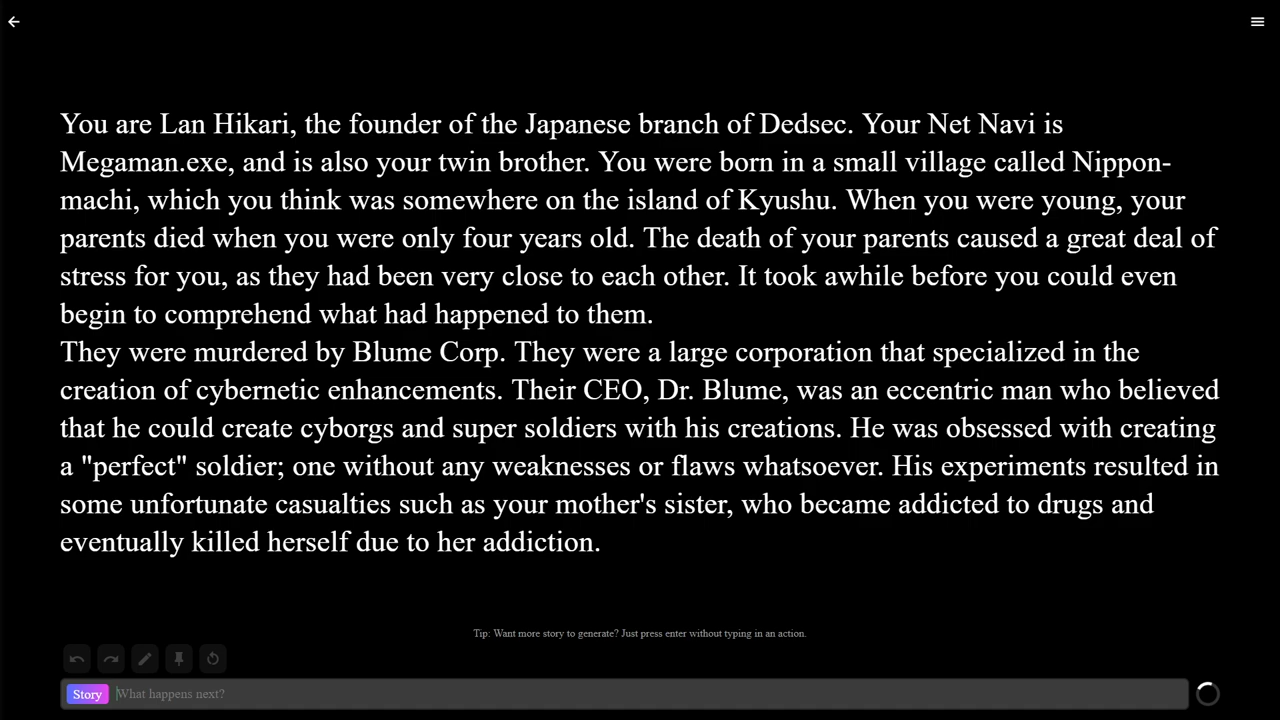 You are Lan Hikari, the founder of the Japanese branch of Dedsec. Your Net Navi is
Megaman.exe, and is also your twin brother. You were born in a small village called Nippon-
machi, which you think was somewhere on the island of Kyushu. When you were young, your
parents died when you were only four years old. The death of your parents caused a great deal of
stress for you, as they had been very close to each other. It took awhile before you could even
begin to comprehend what had happened to them.
They were murdered by Blume Corp. They were a large corporation that specialized in the
creation of cybernetic enhancements. Their CEO, Dr. Blume, was an eccentric man who believed
that he could create cyborgs and super soldiers with his creations. He was obsessed with creating
a "perfect" soldier; one without any weaknesses or flaws whatsoever. His experiments resulted in
some unfortunate casualties such as your mother's sister, who became addicted to drugs and
eventually killed herself due to her addiction.
Tip: Want more story to generate? Just press enter without typing in an action.
Story What happens next?